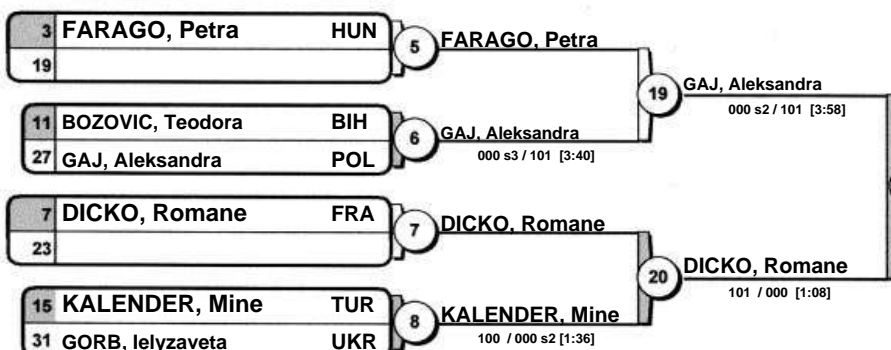 3 FARAGO, Petra HUN
19
5 FARAGO, Petra
11 BOZOVIC, Teodora BIH
27 GAJ, Aleksandra POL
6 GAJ, Aleksandra
000 s3 / 101 [3:40]
19 GAJ, Aleksandra
000 s2 / 101 [3:58]
7 DICKO, Romane FRA
23
7 DICKO, Romane
15 KALENDER, Mine TUR
31 GORB, Ielyzaveta UKR
8 KALENDER, Mine
100 / 000 s2 [1:36]
20 DICKO, Romane
101 / 000 [1:08]